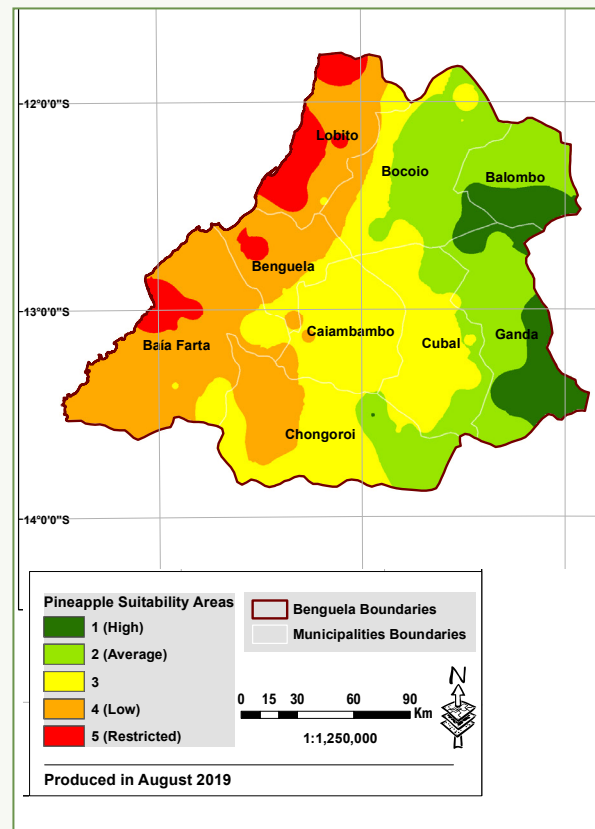 12°0'0"S
Lobito
Bocoio
Balombo
Benguela
13°0'0"S
Caiambambo
Cubal
Ganda
Baía Farta
Chongoroi
14°0'0"S
Pineapple Suitability Areas
1 (High)
2 (Average)
3
4 (Low)
5 (Restricted)
Benguela Boundaries
Municipalities Boundaries
N
0 15 30 60 90
Km
1:1,250,000
Produced in August 2019